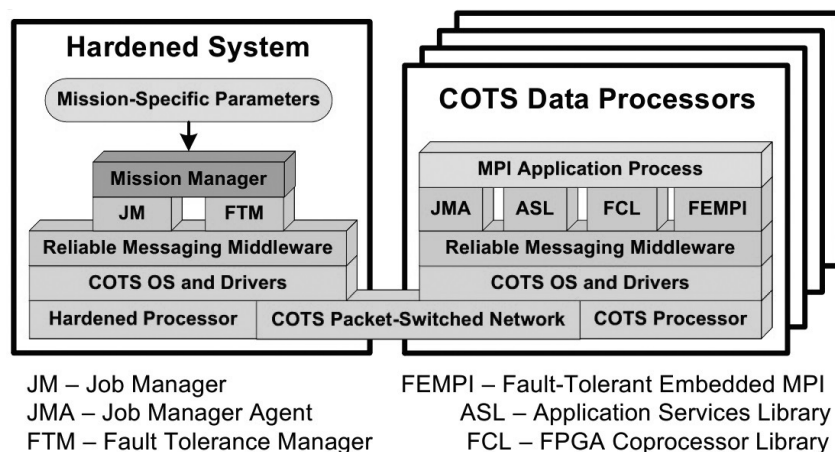 Hardened System
Mission-Specific Parameters
Mission Manager
JM
FTM
Reliable Messaging Middleware
COTS OS and Drivers
Hardened Processor
COTS Packet-Switched Network
COTS Data Processors
MPI Application Process
JMA
ASL
FCL
FEMPI
Reliable Messaging Middleware
COTS OS and Drivers
COTS Processor
JM – Job Manager
JMA – Job Manager Agent
FTM – Fault Tolerance Manager
FEMPI – Fault-Tolerant Embedded MPI
ASL – Application Services Library
FCL – FPGA Coprocessor Library